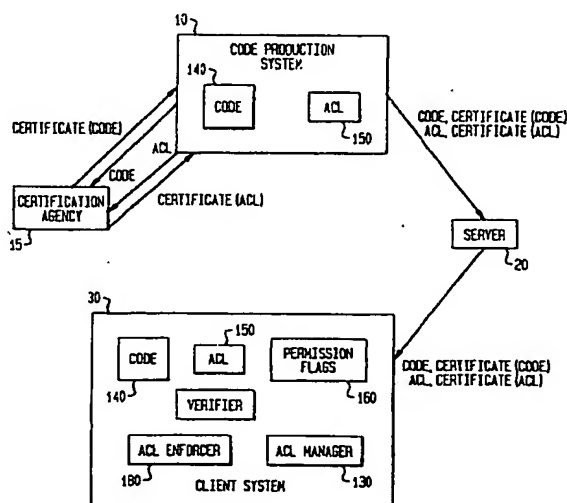 10
CODE PRODUCTION
SYSTEM
140
CODE
ACL
150
CERTIFICATE (CODE)
ACL
CODE
CERTIFICATE (ACL)
CERTIFICATION
AGENCY
15
CODE, CERTIFICATE (CODE)
ACL, CERTIFICATE (ACL)
SERVER
20
30
150
CODE
ACL
PERMISSION
FLAGS
140
160
VERIFIER
CODE, CERTIFICATE (CODE)
ACL, CERTIFICATE (ACL)
ACL ENFORCER
ACL MANAGER
180
130
CLIENT SYSTEM